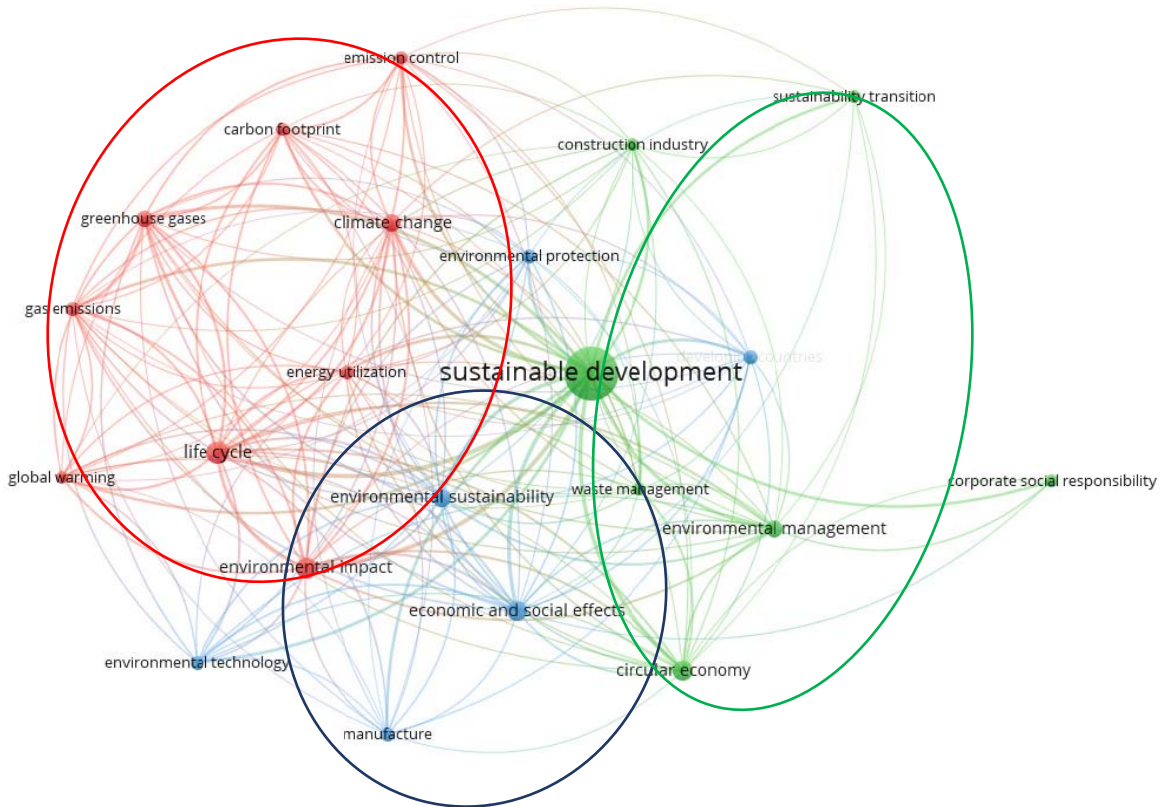 emission control
sustainability transition
carbon footprint
construction industry
greenhouse gases
climate change
environmental protection
gas emissions
developing countries
energy utilization
sustainable development
life cycle
global warming
corporate social responsibility
environmental sustainability
waste management
environmental management
environmental impact
economic and social effects
environmental technology
circular economy
manufacture